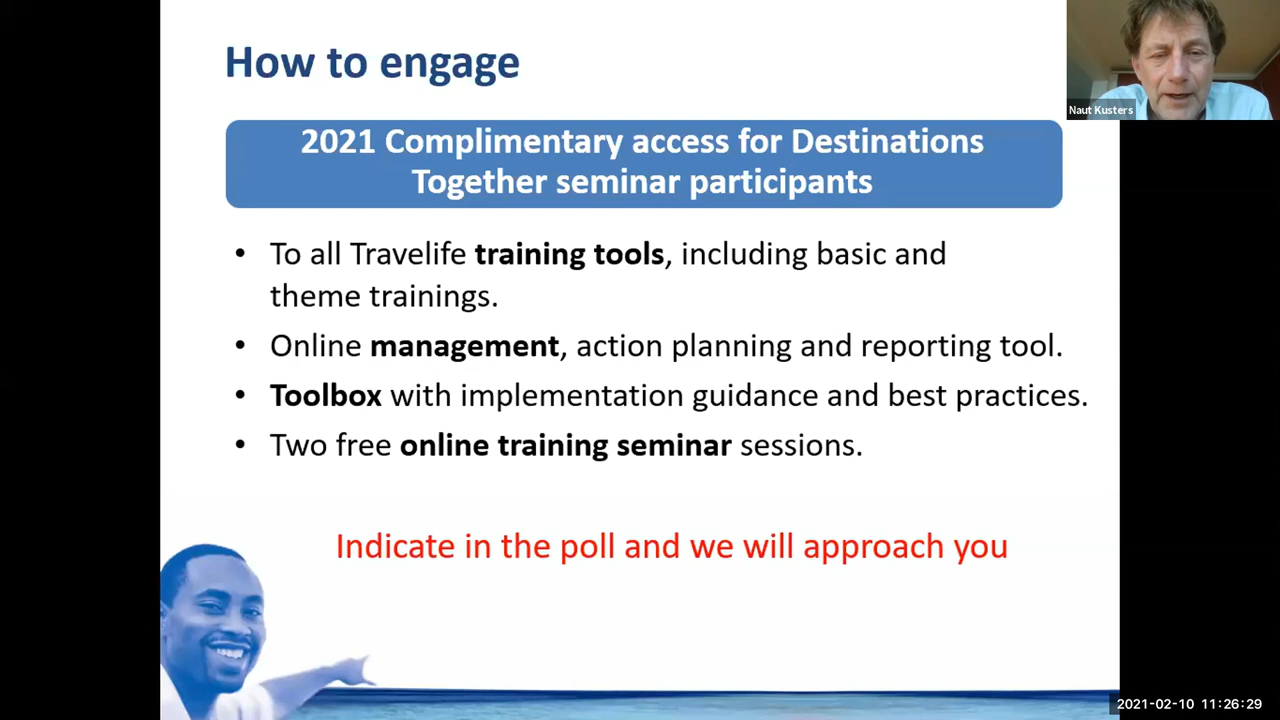 How to engage
Naut Kusters
2021 Complimentary access for Destinations
Together seminar participants
• To all Travelife training tools, including basic and
theme trainings.
• Online management, action planning and reporting tool.
• Toolbox with implementation guidance and best practices.
• Two free online training seminar sessions.
Indicate in the poll and we will approach you
2021-02-10 11:26:29